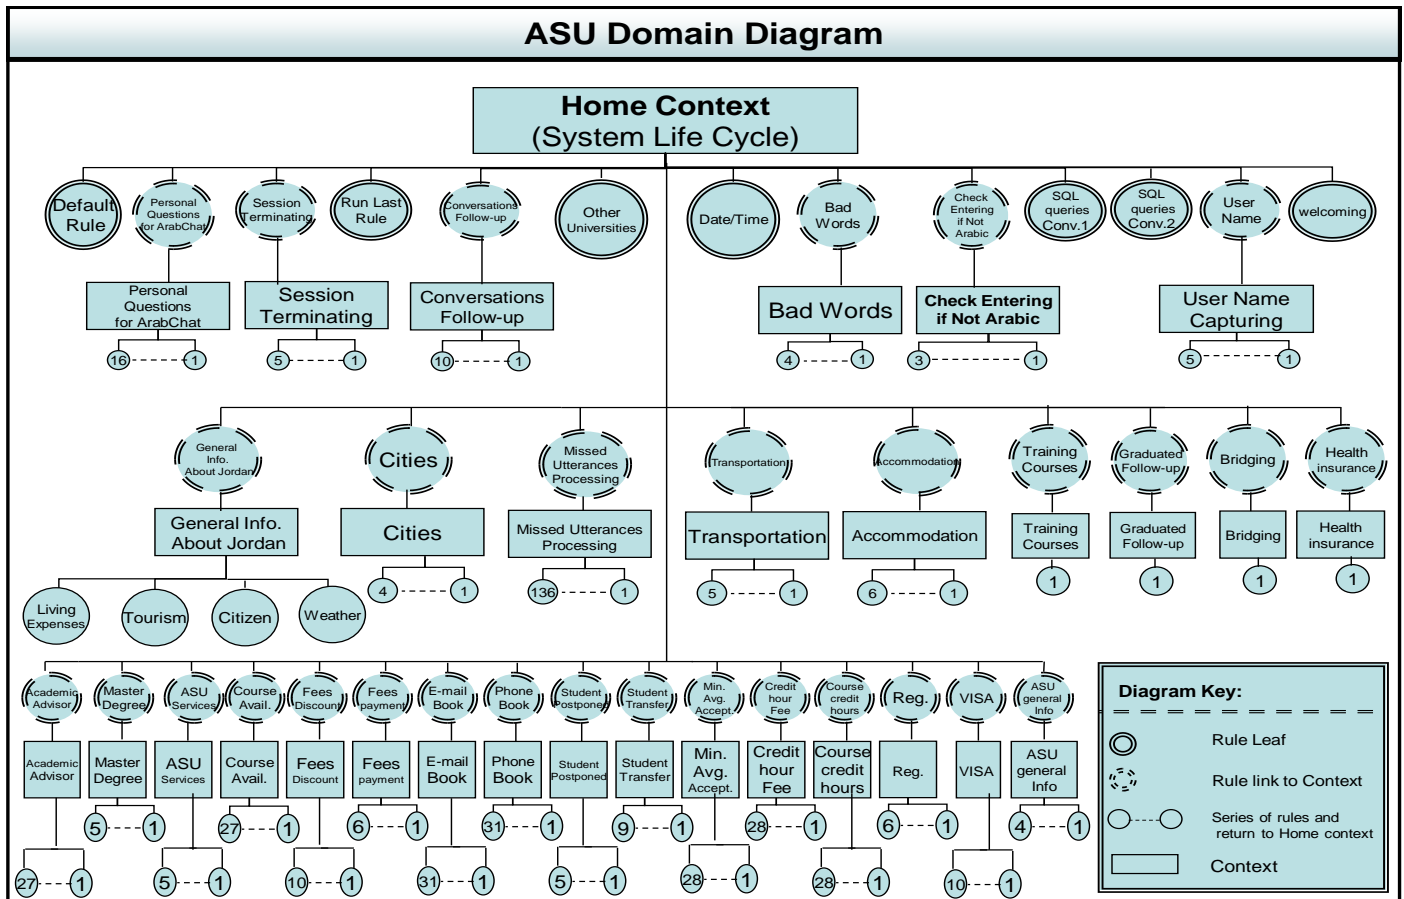 ASU Domain Diagram
Home Context
(System Life Cycle)
Default
Rule
Personal
Questions
for ArabChat
Session
Terminating
Run Last
Rule
Conversations
Follow-up
Other
Universities
Date/Time
Bad
Words
Check
Entering
if Not
Arabic
SQL
queries
Conv.1
SQL
queries
Conv.2
User
Name
welcoming
Personal
Questions
for ArabChat
Session
Terminating
Conversations
Follow-up
Bad Words
Check Entering
if Not Arabic
User Name
Capturing
16 1
5 1
10 1
4 1
3 1
5 1
General
Info.
About Jordan
Cities
Missed
Utterances
Processing
Transportation
Accommodation
Training
Courses
Graduated
Follow-up
Bridging
Health
insurance
General Info.
About Jordan
Cities
Missed Utterances
Processing
Transportation
Accommodation
Training
Courses
Graduated
Follow-up
Bridging
Health
insurance
4 1
136 1
5 1
6 1
1
1
1
1
Living
Expenses
Tourism
Citizen
Weather
Academic
Advisor
Master
Degree
ASU
Services
Course
Avail.
Fees
Discount
Fees
payment
E-mail
Book
Phone
Book
Student
Postponed
Student
Transfer
Min.
Avg.
Accept.
Credit
hour
Fee
Course
credit
hours
Reg.
VISA
ASU
general
Info
Academic
Advisor
Master
Degree
ASU
Services
Course
Avail.
Fees
Discount
Fees
payment
E-mail
Book
Phone
Book
Student
Postponed
Student
Transfer
Min.
Avg.
Accept.
Credit
hour
Fee
Course
credit
hours
Reg.
VISA
ASU
general
Info
5 1
27 1
6 1
31 1
9 1
28 1
6 1
4 1
27 1
5 1
10 1
31 1
5 1
28 1
28 1
10 1
Diagram Key:
Rule Leaf
Rule link to Context
Series of rules and
return to Home context
Context